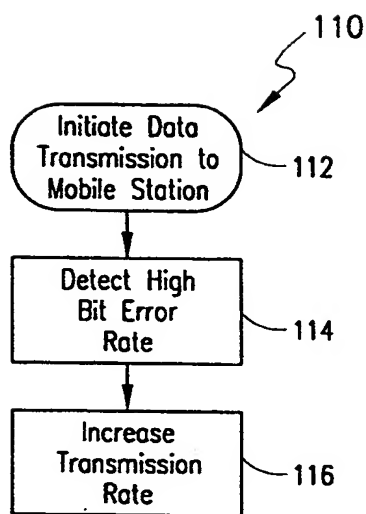 110
Initiate Data
Transmission to
Mobile Station
112
Detect High
Bit Error
Rate
114
Increase
Transmission
Rate
116